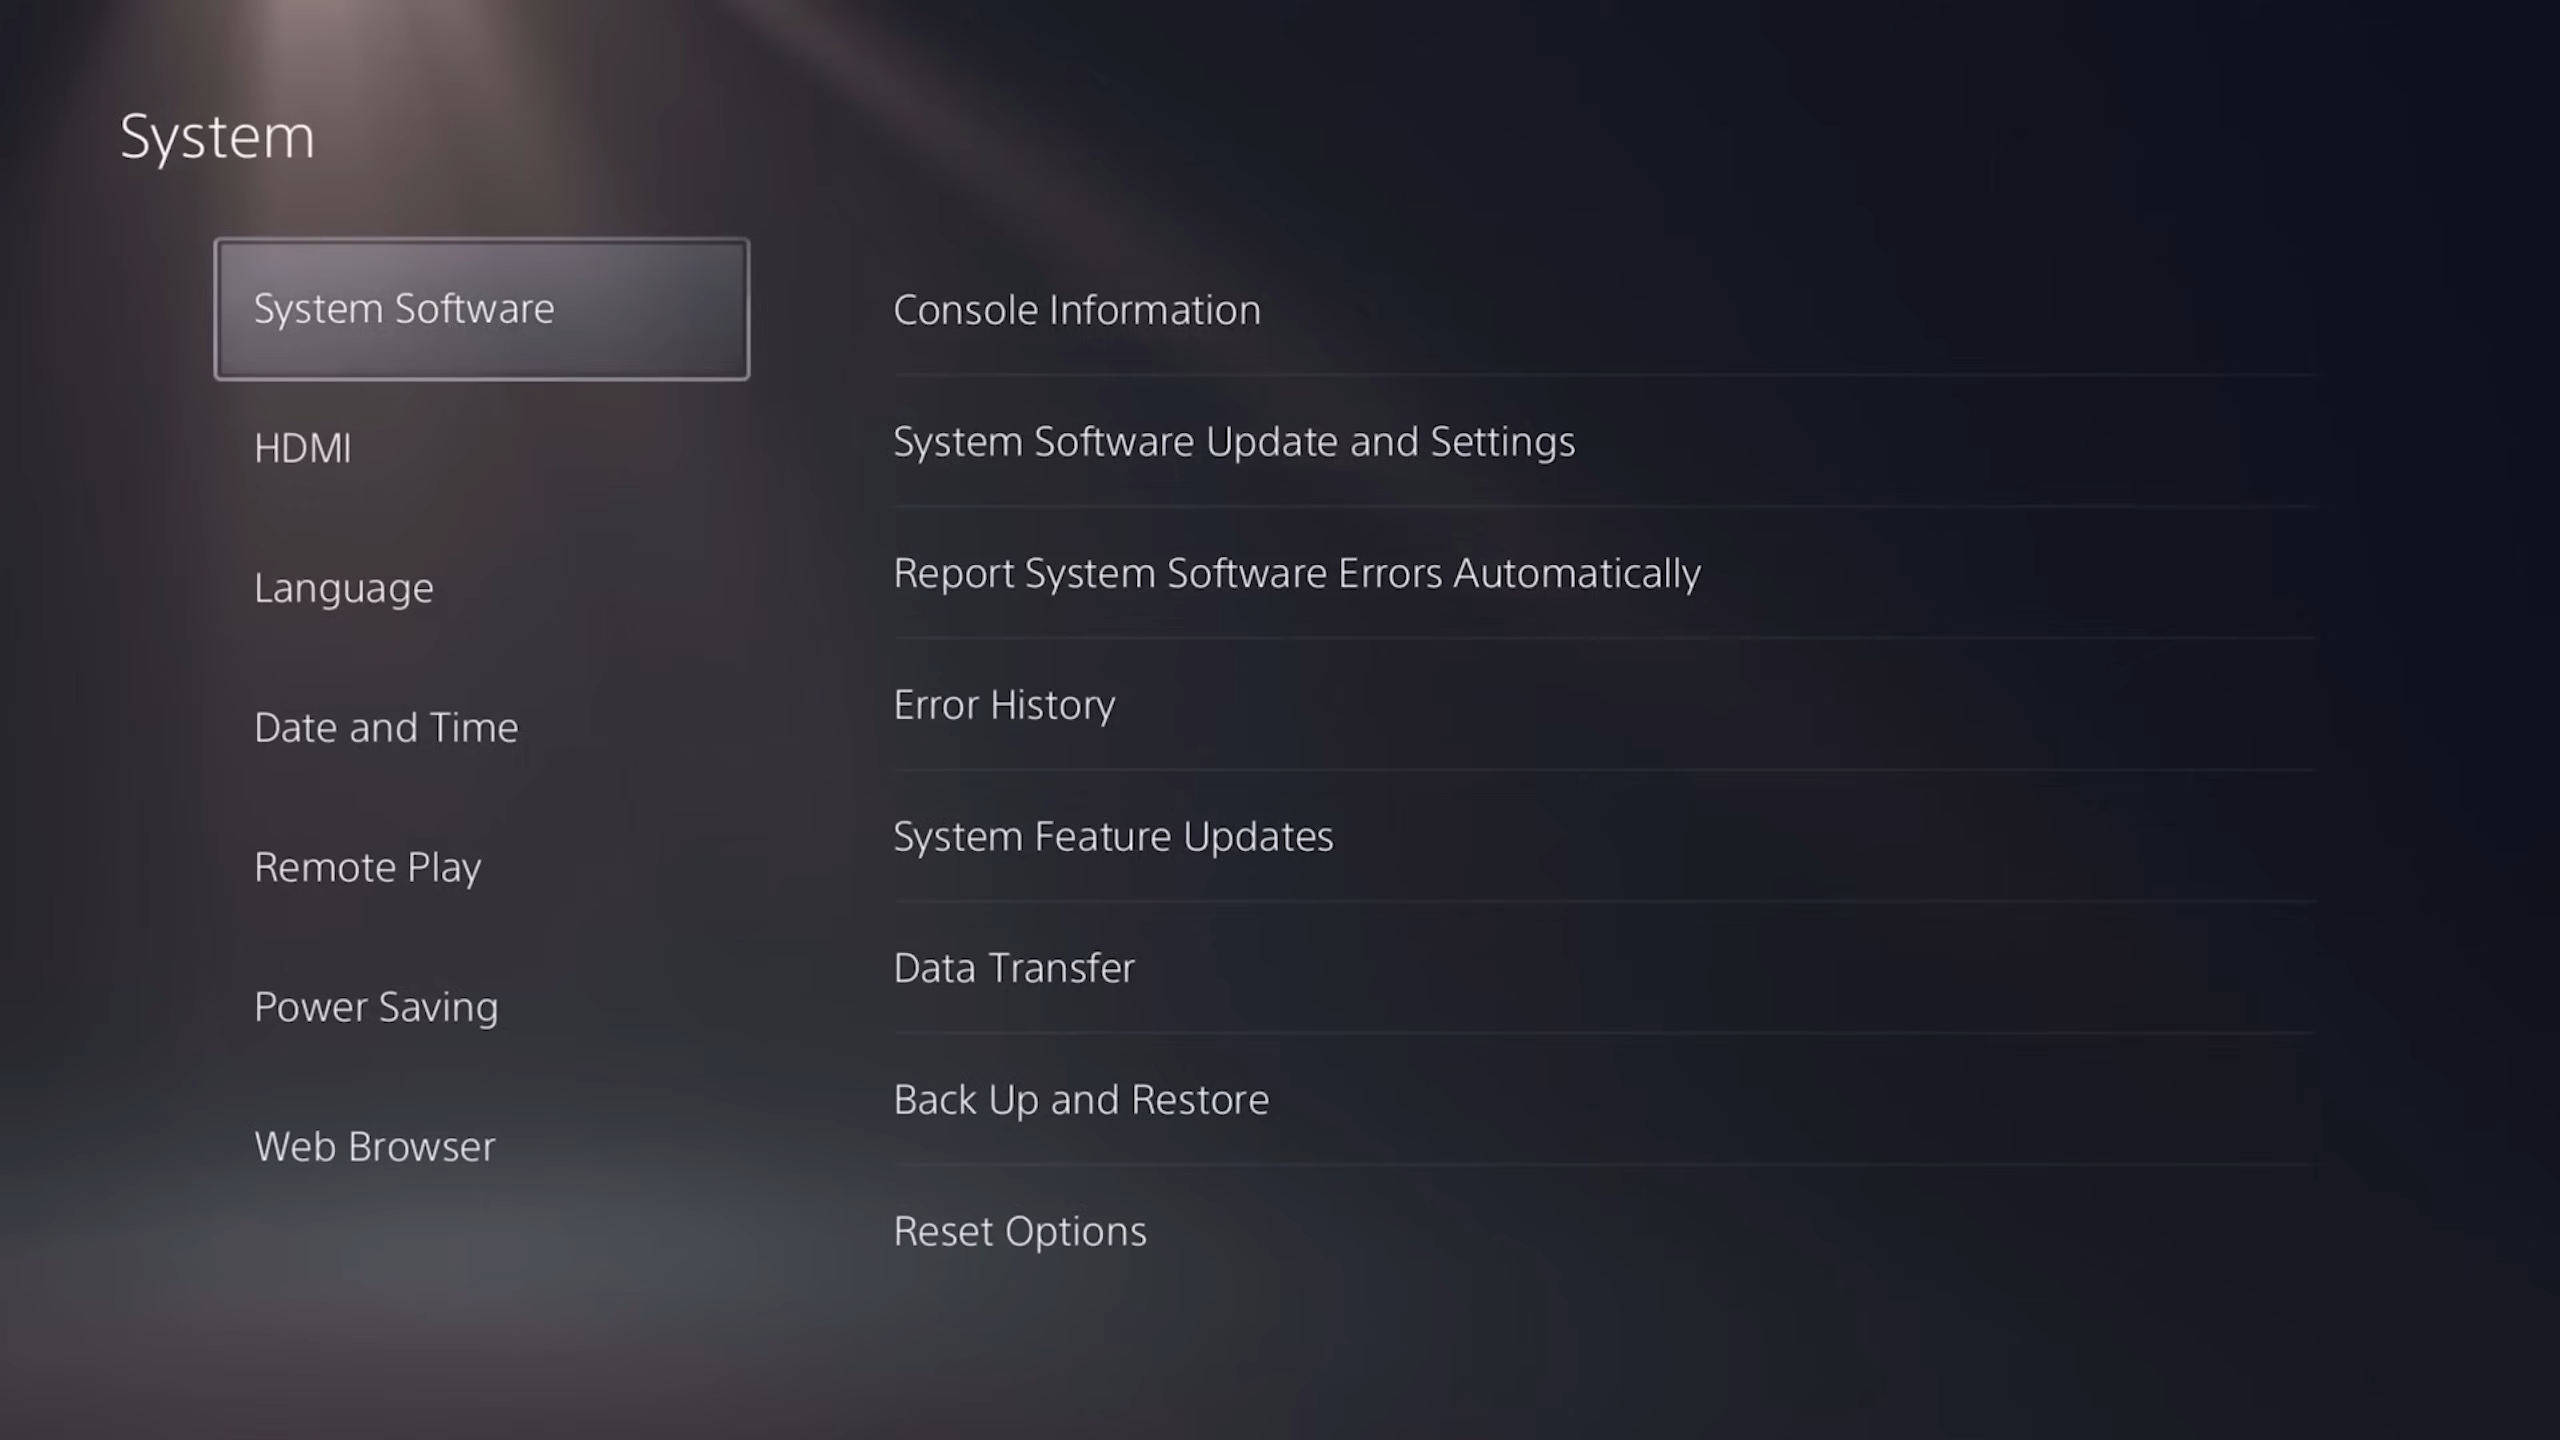 System
System Software
HDMI
Language
Date and Time
Remote Play
Power Saving
Web Browser
Console Information
System Software Update and Settings
Report System Software Errors Automatically
Error History
System Feature Updates
Data Transfer
Back Up and Restore
Reset Options